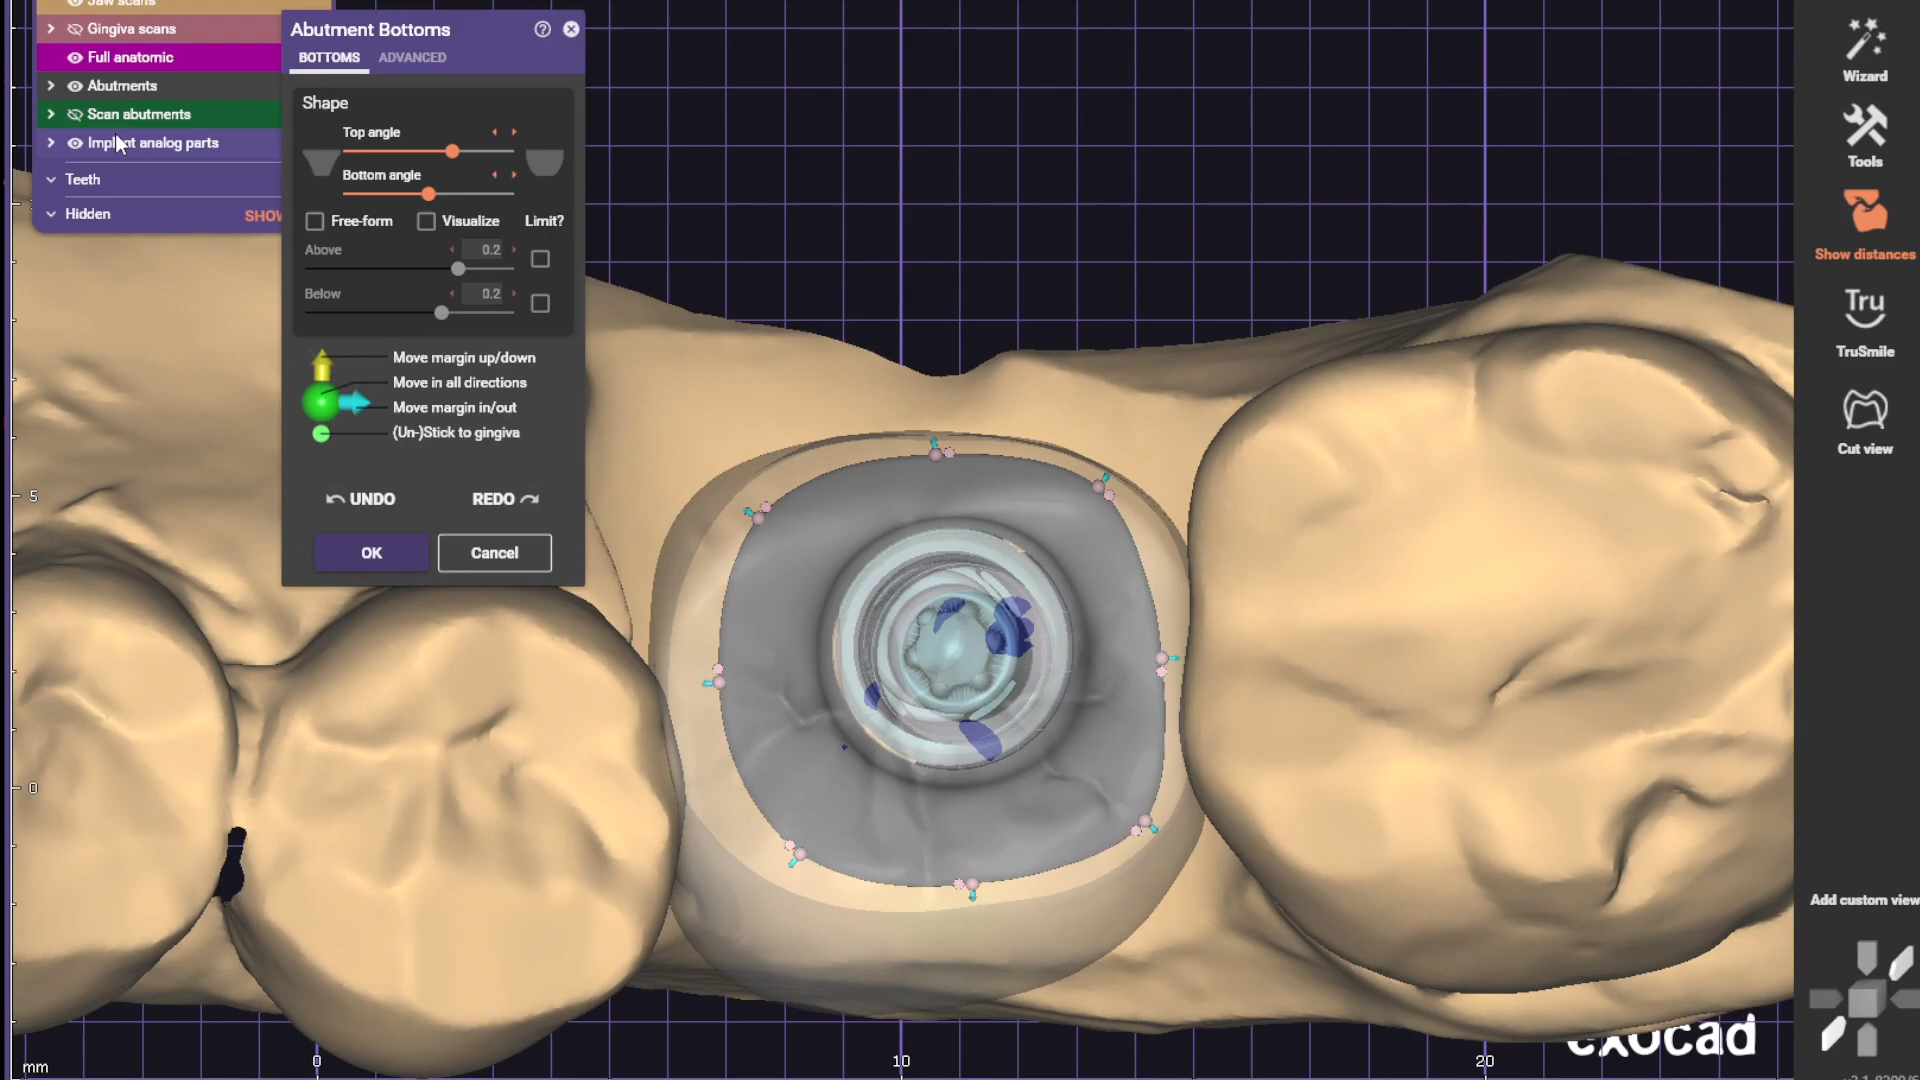 Jaw scans
Gingiva scans
Full anatomic
Abutments
Scan abutments
Implant analog parts
Teeth
Hidden
SHOW
Abutment Bottoms
BOTTOMS
ADVANCED
Shape
Top angle
Bottom angle
Free-form
Visualize
Limit?
Above
0.2
Below
0.2
Move margin up/down
Move in all directions
Move margin in/out
(Un-)Stick to gingiva
UNDO
REDO
OK
Cancel
Wizard
Tools
Show distances
Tru
TruSmile
Cut view
Add custom view
5
0
mm
0
10
20
exocad